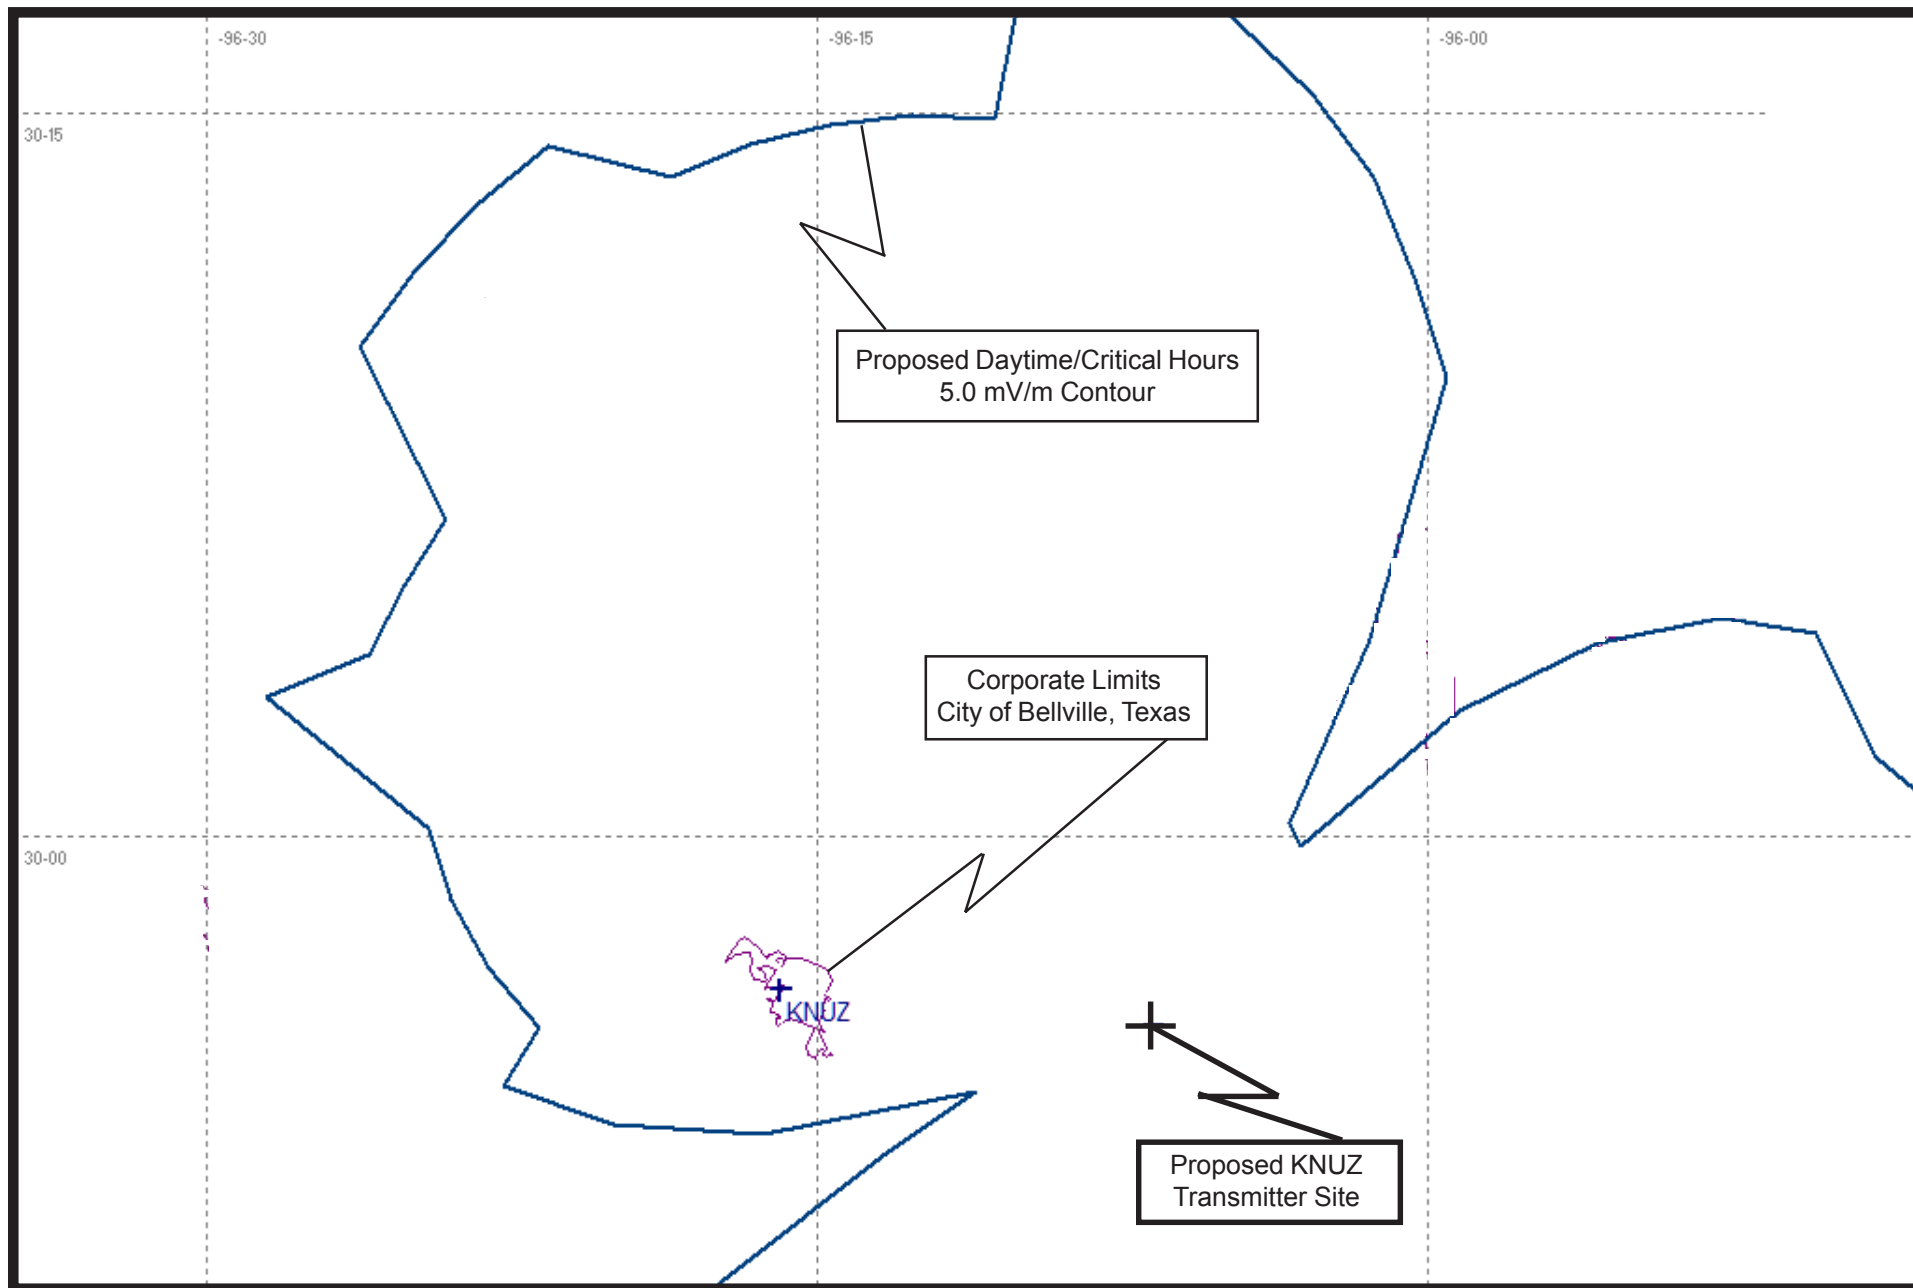 -96-30
-96-15
-96-00
30-15
Proposed Daytime/Critical Hours
5.0 mV/m Contour
Corporate Limits
City of Bellville, Texas
30-00
KNUZ
Proposed KNUZ
Transmitter Site